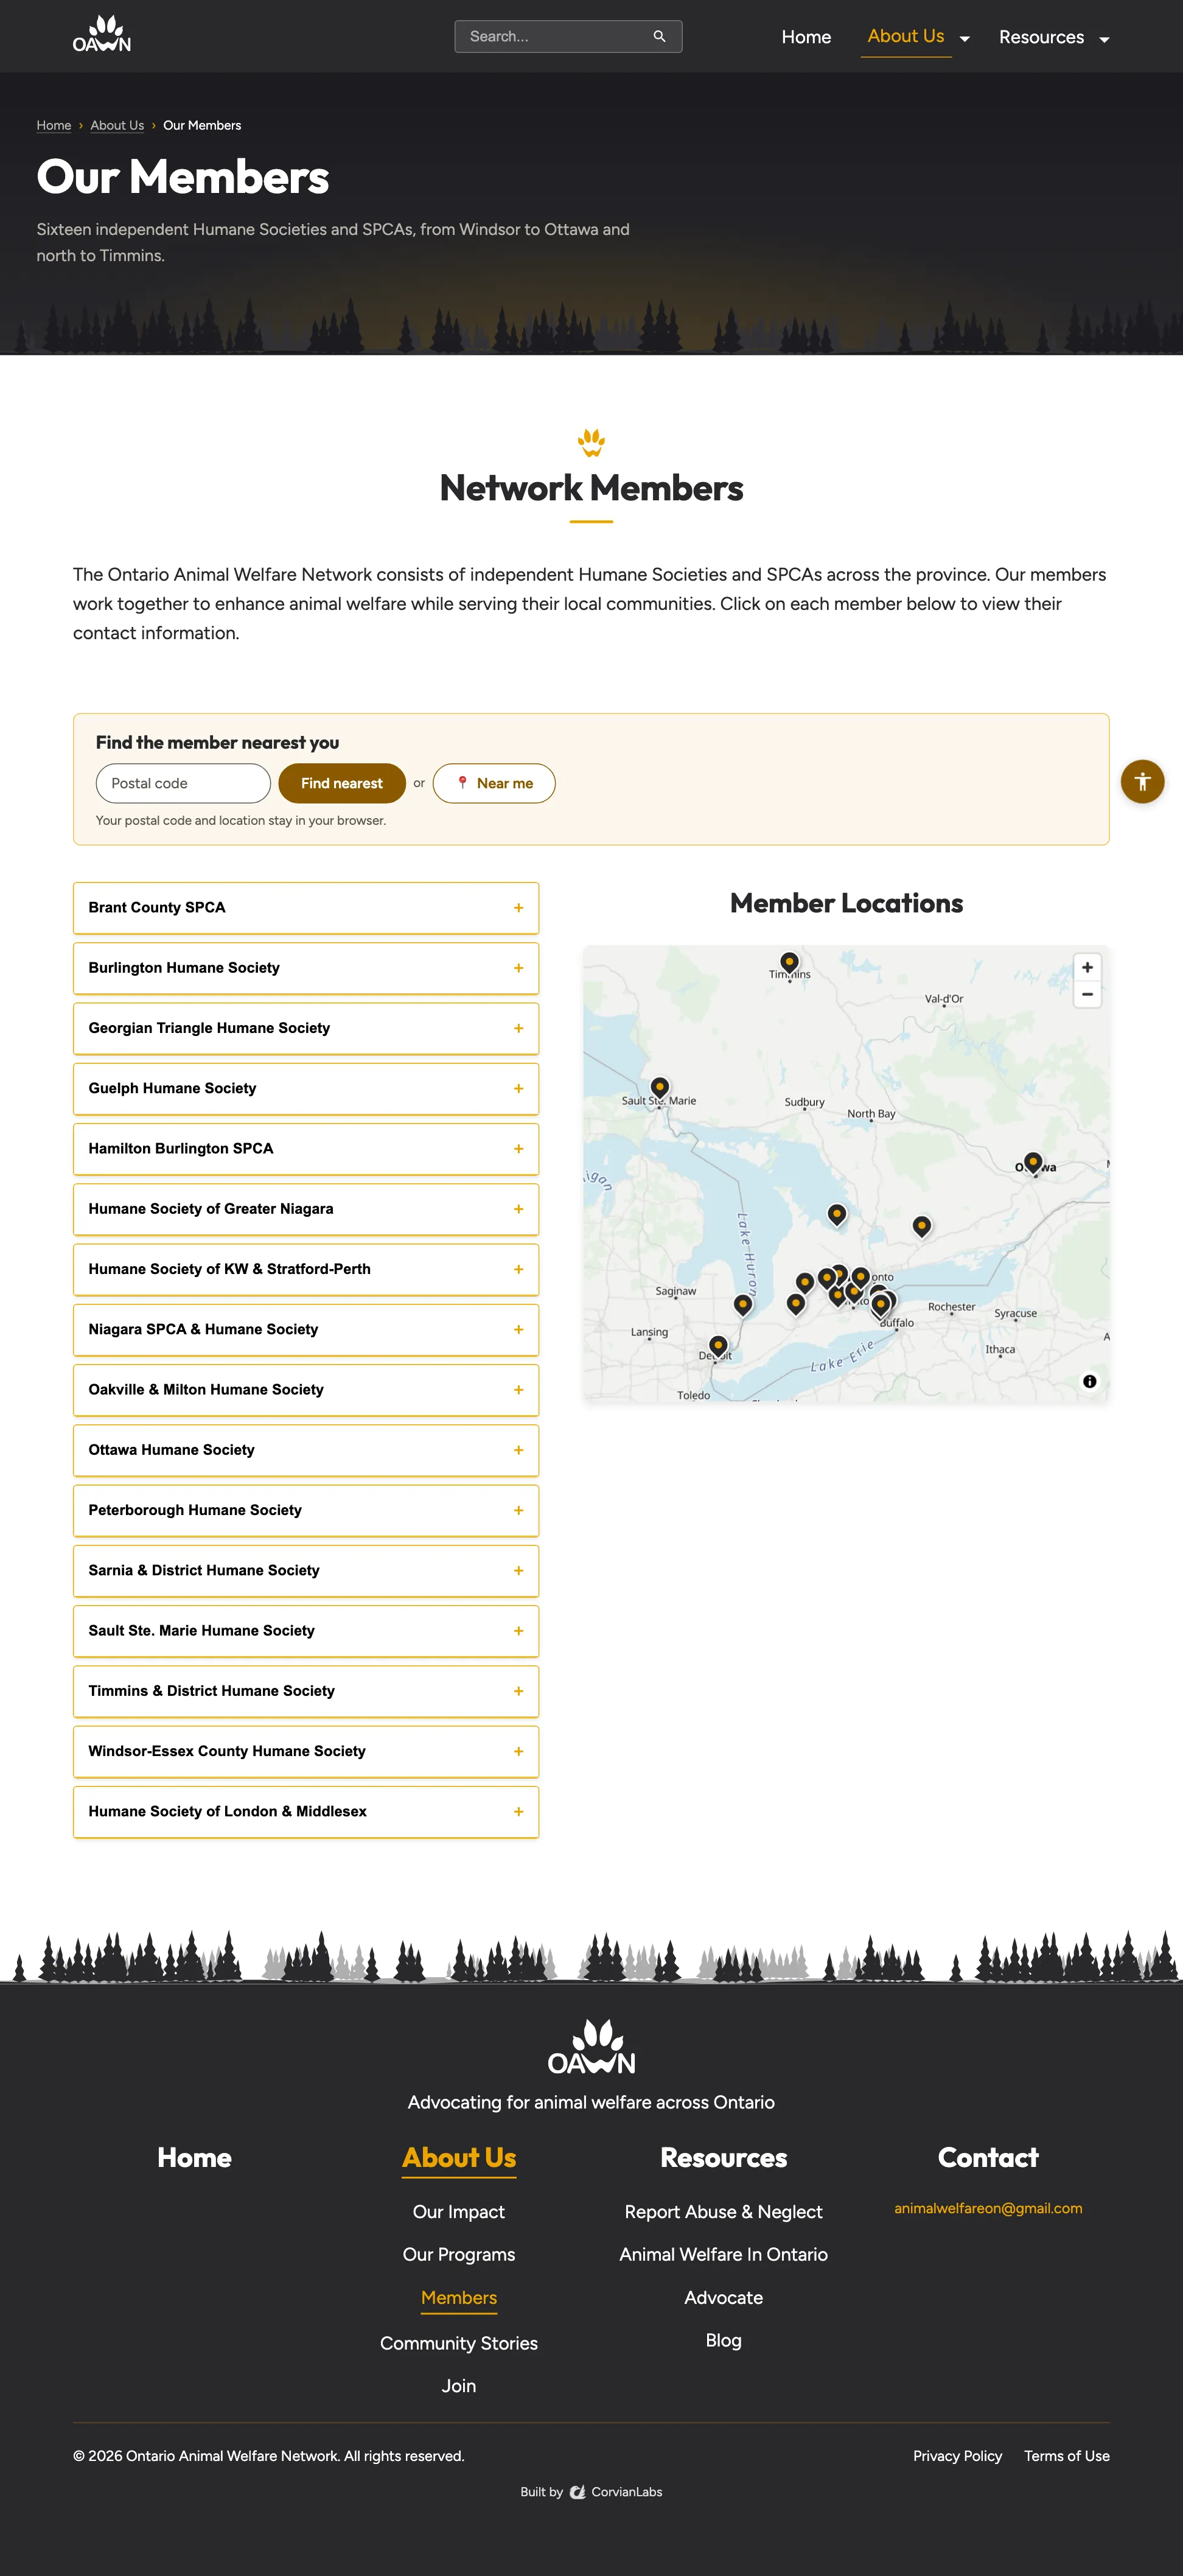 OAWN
Search...
Home
About Us
Resources
Home › About Us › Our Members
Our Members
Sixteen independent Humane Societies and SPCAs, from Windsor to Ottawa and
north to Timmins.
Network Members
The Ontario Animal Welfare Network consists of independent Humane Societies and SPCAs across the province. Our members
work together to enhance animal welfare while serving their local communities. Click on each member below to view their
contact information.
Find the member nearest you
Postal code
Find nearest
or
Near me
Your postal code and location stay in your browser.
Brant County SPCA +
Burlington Humane Society +
Georgian Triangle Humane Society +
Guelph Humane Society +
Hamilton Burlington SPCA +
Humane Society of Greater Niagara +
Humane Society of KW & Stratford-Perth +
Niagara SPCA & Humane Society +
Oakville & Milton Humane Society +
Ottawa Humane Society +
Peterborough Humane Society +
Sarnia & District Humane Society +
Sault Ste. Marie Humane Society +
Timmins & District Humane Society +
Windsor-Essex County Humane Society +
Humane Society of London & Middlesex +
Member Locations
Timmins
Val-d'Or
Sault Ste. Marie
Sudbury
North Bay
Lake Huron
Saginaw
Lansing
Rochester
Syracuse
Buffalo
Ithaca
Lake Erie
Toledo
OAWN
Advocating for animal welfare across Ontario
Home
About Us
Our Impact
Our Programs
Members
Community Stories
Join
Resources
Report Abuse & Neglect
Animal Welfare In Ontario
Advocate
Blog
Contact
animalwelfareon@gmail.com
© 2026 Ontario Animal Welfare Network. All rights reserved.
Privacy Policy
Terms of Use
Built by CorvianLabs